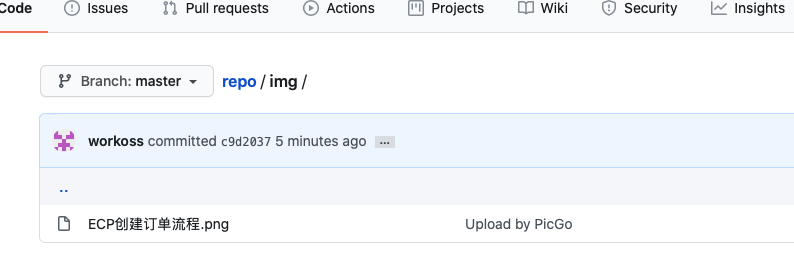 Code Issues Pull requests Actions Projects Wiki Security Insights
Branch: master repo / img /
workoss committed c9d2037 5 minutes ago ...
..
ECP创建订单流程.png Upload by PicGo